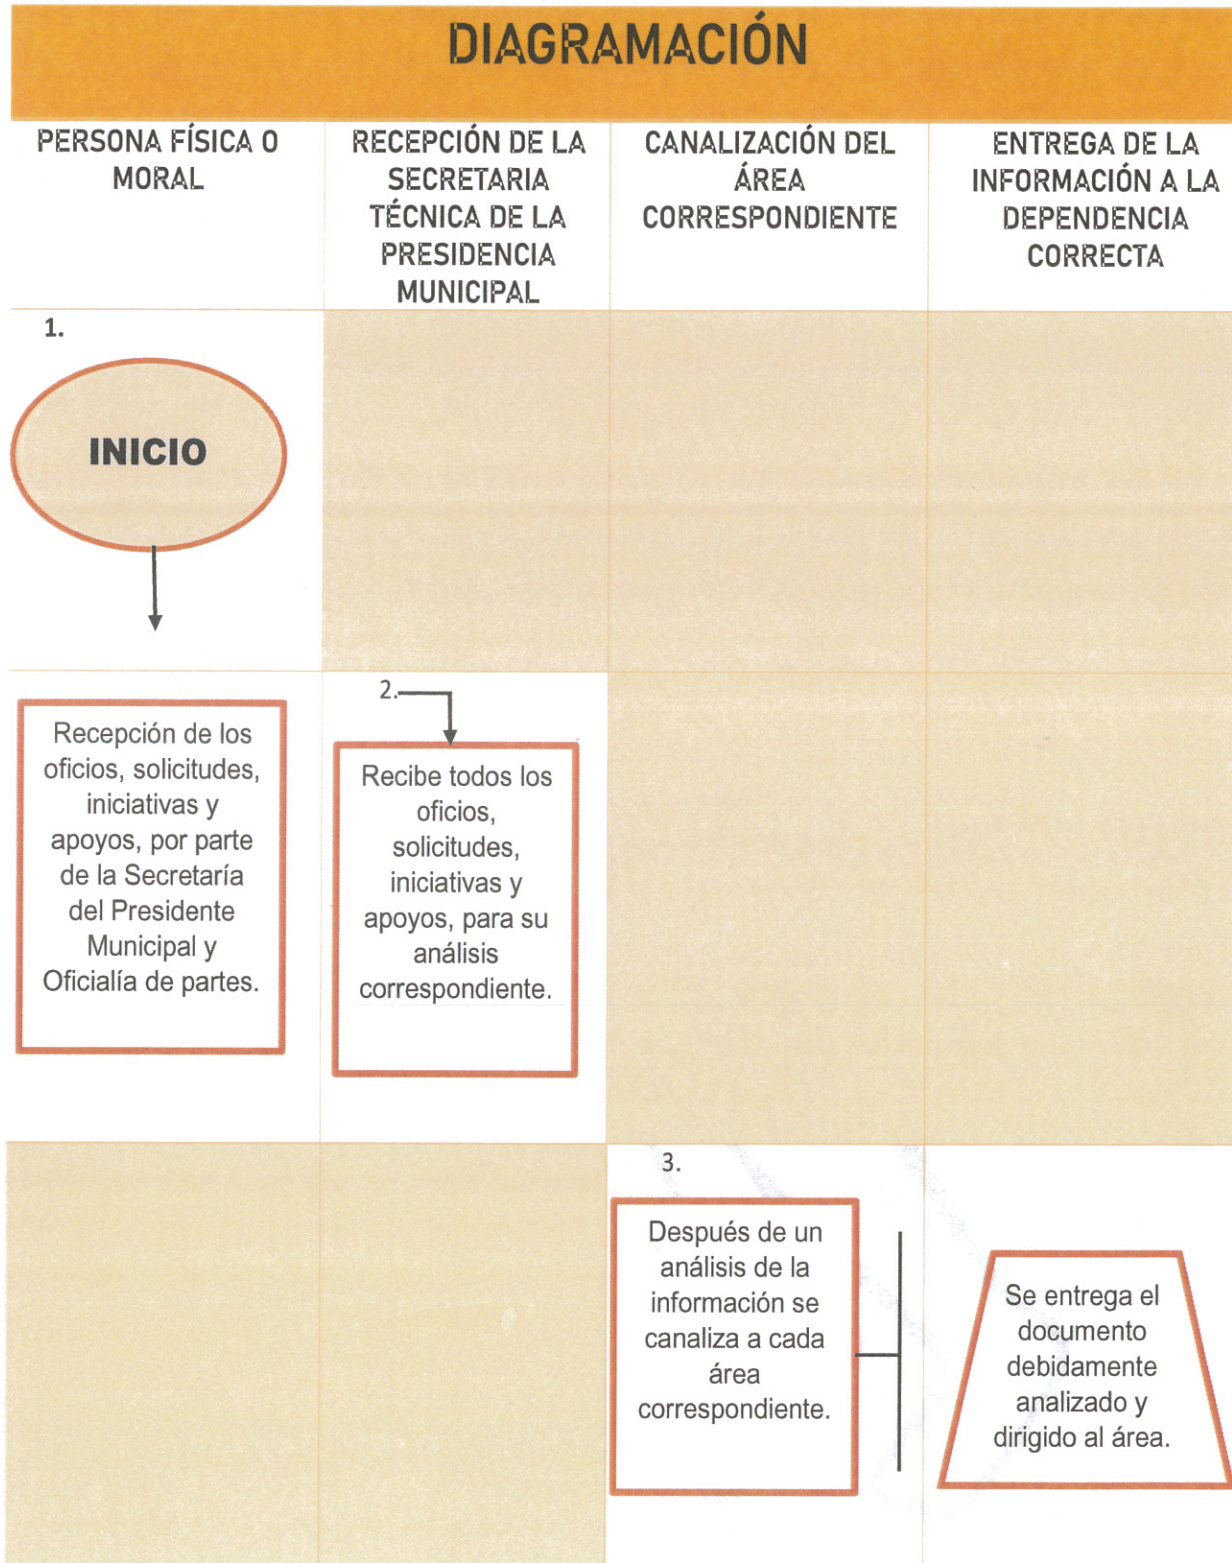 DIAGRAMACIÓN
PERSONA FÍSICA O
MORAL
RECEPCIÓN DE LA
SECRETARIA
TÉCNICA DE LA
PRESIDENCIA
MUNICIPAL
CANALIZACIÓN DEL
ÁREA
CORRESPONDIENTE
ENTREGA DE LA
INFORMACIÓN A LA
DEPENDENCIA
CORRECTA
1.
INICIO
Recepción de los
oficios, solicitudes,
iniciativas y
apoyos, por parte
de la Secretaría
del Presidente
Municipal y
Oficialía de partes.
2.
Recibe todos los
oficios,
solicitudes,
iniciativas y
apoyos, para su
análisis
correspondiente.
3.
Después de un
análisis de la
información se
canaliza a cada
área
correspondiente.
Se entrega el
documento
debidamente
analizado y
dirigido al área.